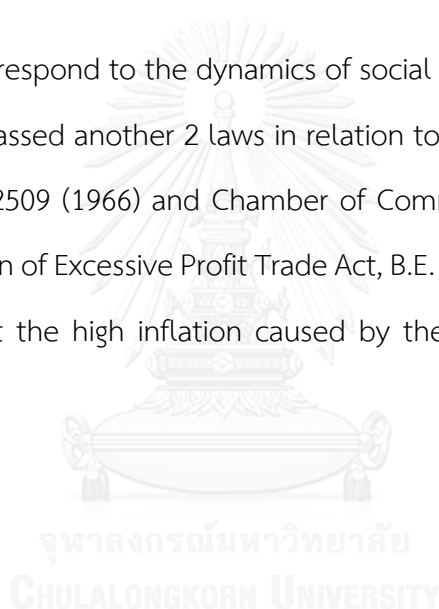 respond to the dynamics of social
assed another 2 laws in relation to
2509 (1966) and Chamber of Comm
n of Excessive Profit Trade Act, B.E.
t the high inflation caused by the
จุฬาลงกรณ์มหาวิทยาลัย
CHULALONGKORN UNIVERSITY